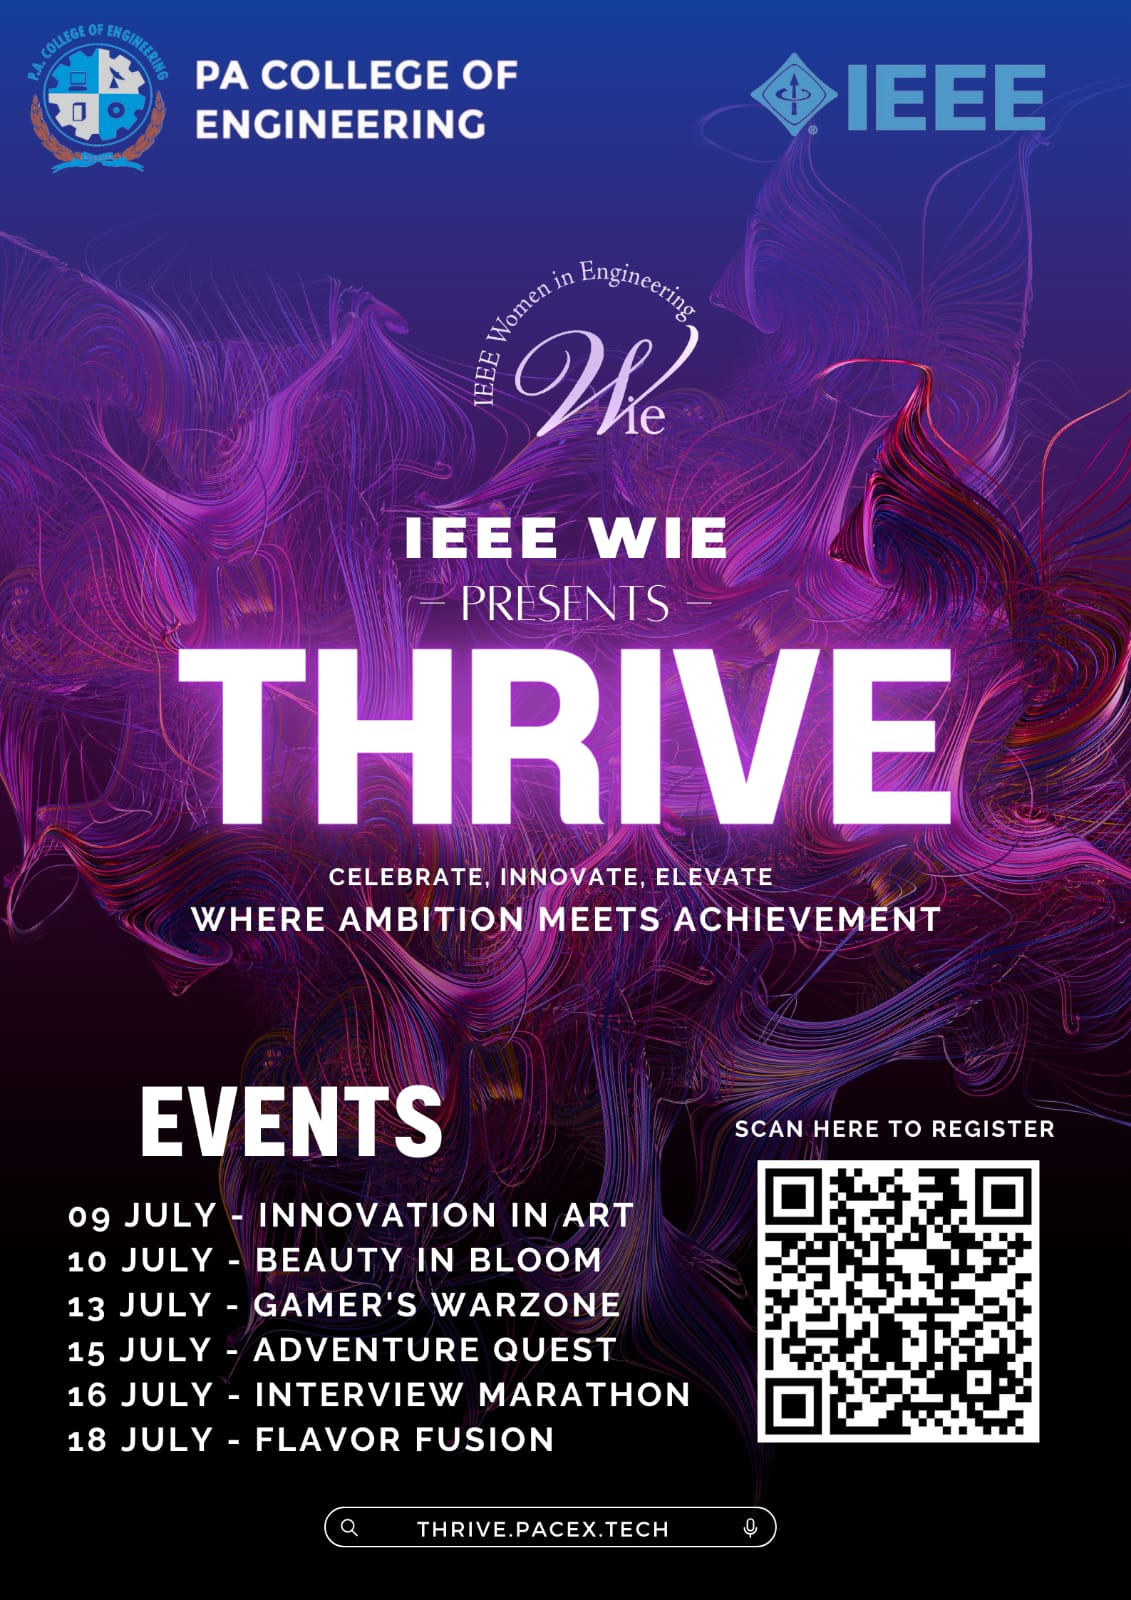 P.A. COLLEGE OF ENGINEERING
PA COLLEGE OF
ENGINEERING
IEEE
®
IEEE Women in Engineering
Wie
IEEE WIE
– PRESENTS –
THRIVE
CELEBRATE, INNOVATE, ELEVATE
WHERE AMBITION MEETS ACHIEVEMENT
EVENTS
SCAN HERE TO REGISTER
09 JULY - INNOVATION IN ART
10 JULY - BEAUTY IN BLOOM
13 JULY - GAMER'S WARZONE
15 JULY - ADVENTURE QUEST
16 JULY - INTERVIEW MARATHON
18 JULY - FLAVOR FUSION
THRIVE.PACEX.TECH